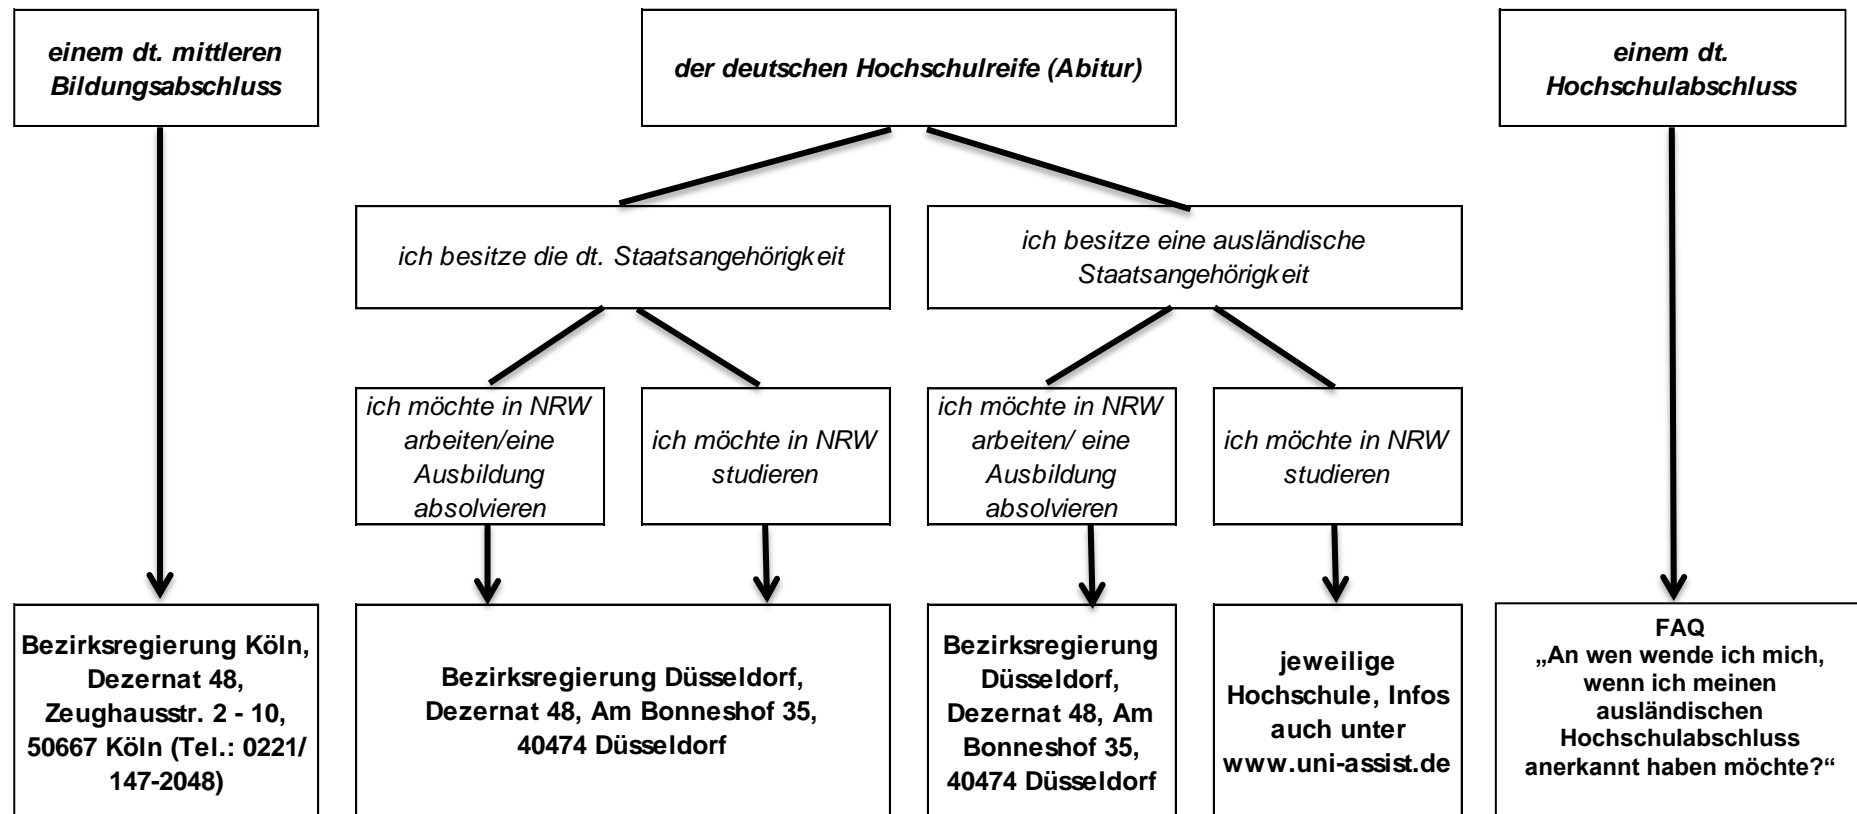 einem dt. mittleren
Bildungsabschluss
der deutschen Hochschulreife (Abitur)
einem dt.
Hochschulabschluss
ich besitze die dt. Staatsangehörigkeit
ich besitze eine ausländische
Staatsangehörigkeit
ich möchte in NRW
arbeiten/eine
Ausbildung
absolvieren
ich möchte in NRW
studieren
ich möchte in NRW
arbeiten/ eine
Ausbildung
absolvieren
ich möchte in NRW
studieren
Bezirksregierung Köln,
Dezernat 48,
Zeughausstr. 2 - 10,
50667 Köln (Tel.: 0221/
147-2048)
Bezirksregierung Düsseldorf,
Dezernat 48, Am Bonneshof 35,
40474 Düsseldorf
Bezirksregierung
Düsseldorf,
Dezernat 48, Am
Bonneshof 35,
40474 Düsseldorf
jeweilige
Hochschule, Infos
auch unter
www.uni-assist.de
FAQ
„An wen wende ich mich,
wenn ich meinen
ausländischen
Hochschulabschluss
anerkannt haben möchte?“